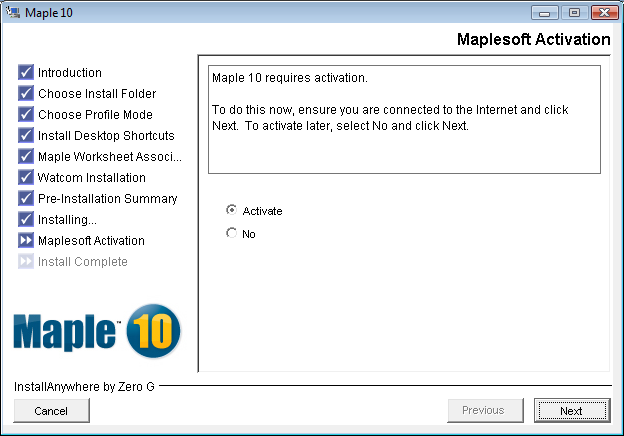 Maple 10
Maplesoft Activation
Introduction
Choose Install Folder
Choose Profile Mode
Install Desktop Shortcuts
Maple Worksheet Associ...
Watcom Installation
Pre-Installation Summary
Installing...
Maplesoft Activation
Install Complete
Maple 10 requires activation.
To do this now, ensure you are connected to the Internet and click
Next.  To activate later, select No and click Next.
Activate
No
Maple™ 10
InstallAnywhere by Zero G
Cancel
Previous
Next